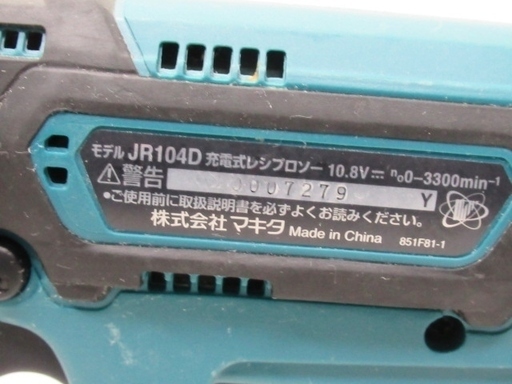 モデル JR104D 充電式レシプロソー 10.8V⎓ n₀0-3300min⁻¹
⚠警告 0007279 Y
●ご使用前に取扱説明書を必ずよくお読みください。
株式会社 マキタ Made in China 851F81-1